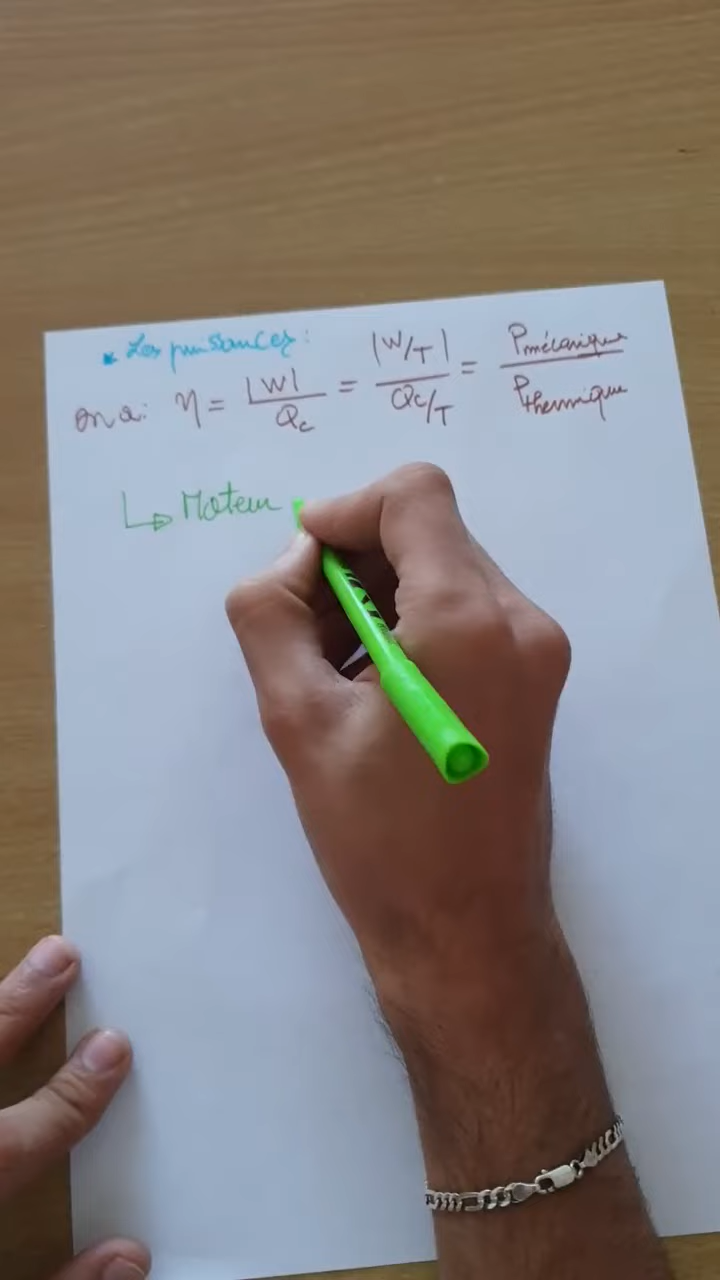 Les puissances :
on a: η = |W| / Qc = |W/T| / Qc/T = Pmécanique / Pthermique
↳ Moteur